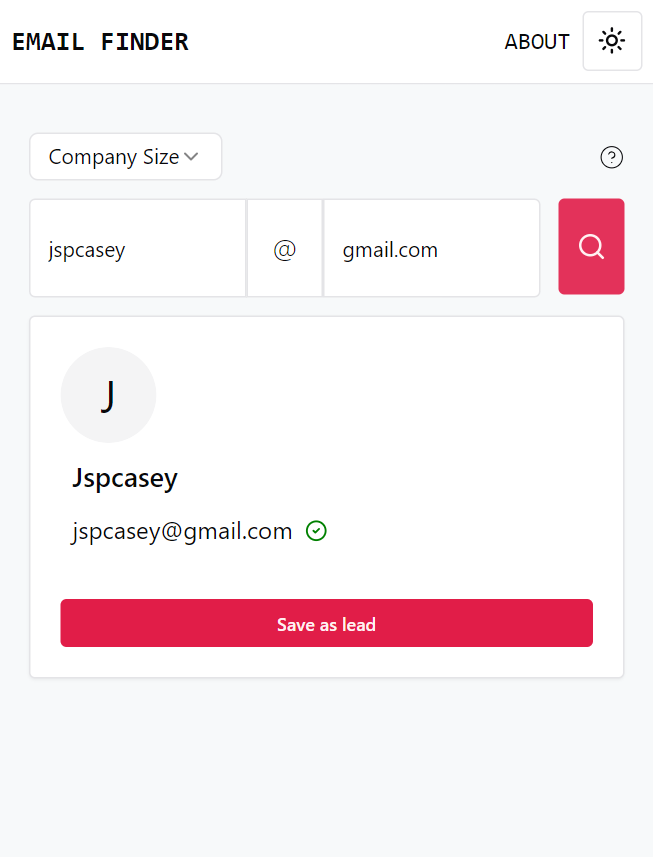 EMAIL FINDER
ABOUT
Company Size
?
jspcasey @ gmail.com
J
Jspcasey
jspcasey@gmail.com
Save as lead